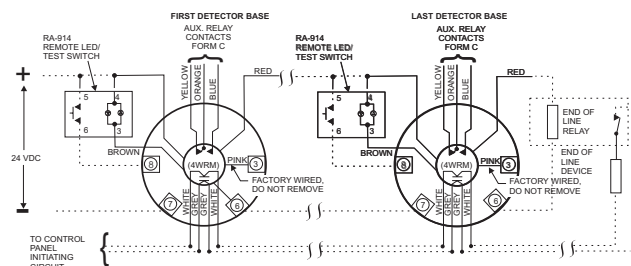 FIRST DETECTOR BASE
AUX. RELAY
CONTACTS
FORM C
RA-914
REMOTE LED/
TEST SWITCH
YELLOW
ORANGE
BLUE
RED
+
5
4
6
3
BROWN
24 VDC
8
(4WRM)
PINK
3
FACTORY WIRED,
DO NOT REMOVE
7
WHITE
GREY
GREY
WHITE
6
LAST DETECTOR BASE
AUX. RELAY
CONTACTS
FORM C
RA-914
REMOTE LED/
TEST SWITCH
YELLOW
ORANGE
BLUE
RED
5
4
6
3
BROWN
8
(4WRM)
PINK
3
FACTORY WIRED,
DO NOT REMOVE
7
WHITE
GREY
GREY
WHITE
6
END OF
LINE
RELAY
END OF
LINE
DEVICE
TO CONTROL
PANEL
INITIATING
CIRCUIT